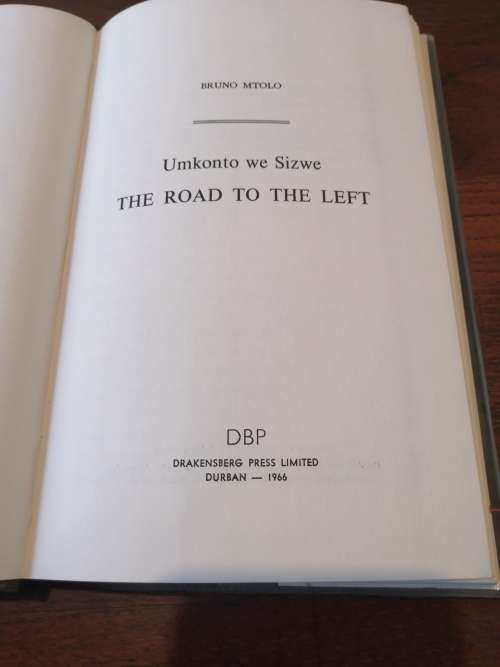 BRUNO MTOLO
Umkonto we Sizwe
THE ROAD TO THE LEFT
DBP
DRAKENSBERG PRESS LIMITED
DURBAN — 1966